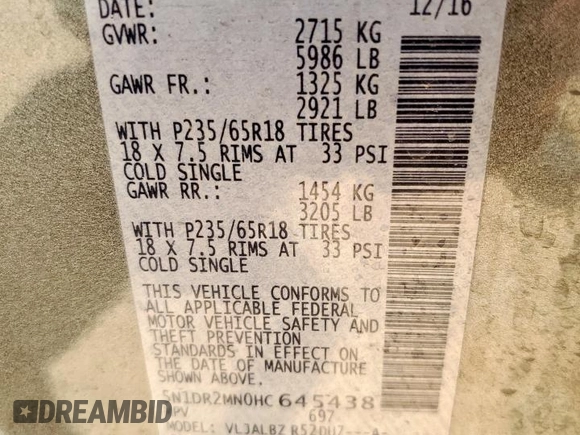 DATE: 12/16
GVWR: 2715 KG
5986 LB
GAWR FR.: 1325 KG
2921 LB
WITH P235/65R18 TIRES
18 X 7.5 RIMS AT 33 PSI
COLD SINGLE
GAWR RR.: 1454 KG
3205 LB
WITH P235/65R18 TIRES
18 X 7.5 RIMS AT 33 PSI
COLD SINGLE
THIS VEHICLE CONFORMS TO
ALL APPLICABLE FEDERAL
MOTOR VEHICLE SAFETY AND
THEFT PREVENTION
STANDARDS IN EFFECT ON
THE DATE OF MANUFACTURE
SHOWN ABOVE.
5N1DR2MN0HC645438
697
MODEL:
DREAMBID